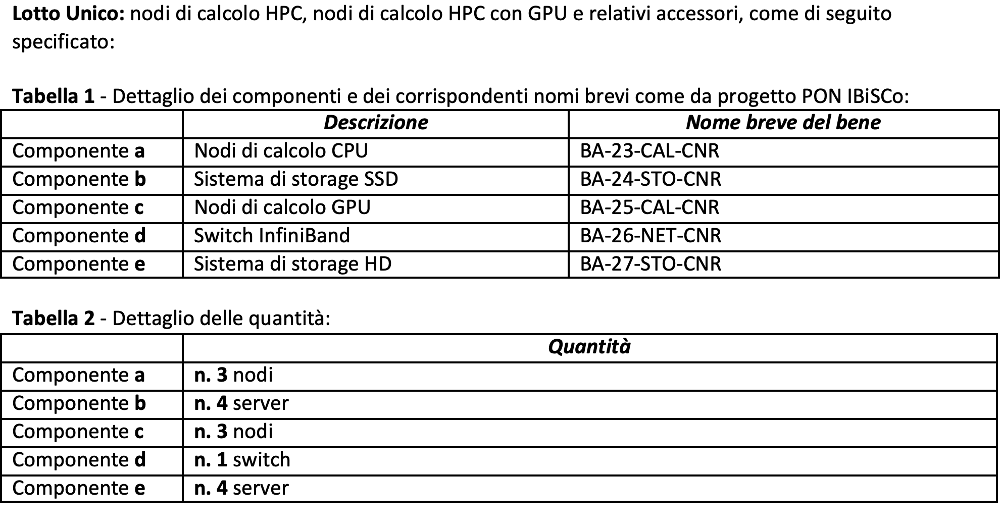 Lotto Unico: nodi di calcolo HPC, nodi di calcolo HPC con GPU e relativi accessori, come di seguito
specificato:
Tabella 1 - Dettaglio dei componenti e dei corrispondenti nomi brevi come da progetto PON IBiSCo:
Descrizione Nome breve del bene
Componente a Nodi di calcolo CPU BA-23-CAL-CNR
Componente b Sistema di storage SSD BA-24-STO-CNR
Componente c Nodi di calcolo GPU BA-25-CAL-CNR
Componente d Switch InfiniBand BA-26-NET-CNR
Componente e Sistema di storage HD BA-27-STO-CNR
Tabella 2 - Dettaglio delle quantità:
Quantità
Componente a n. 3 nodi
Componente b n. 4 server
Componente c n. 3 nodi
Componente d n. 1 switch
Componente e n. 4 server